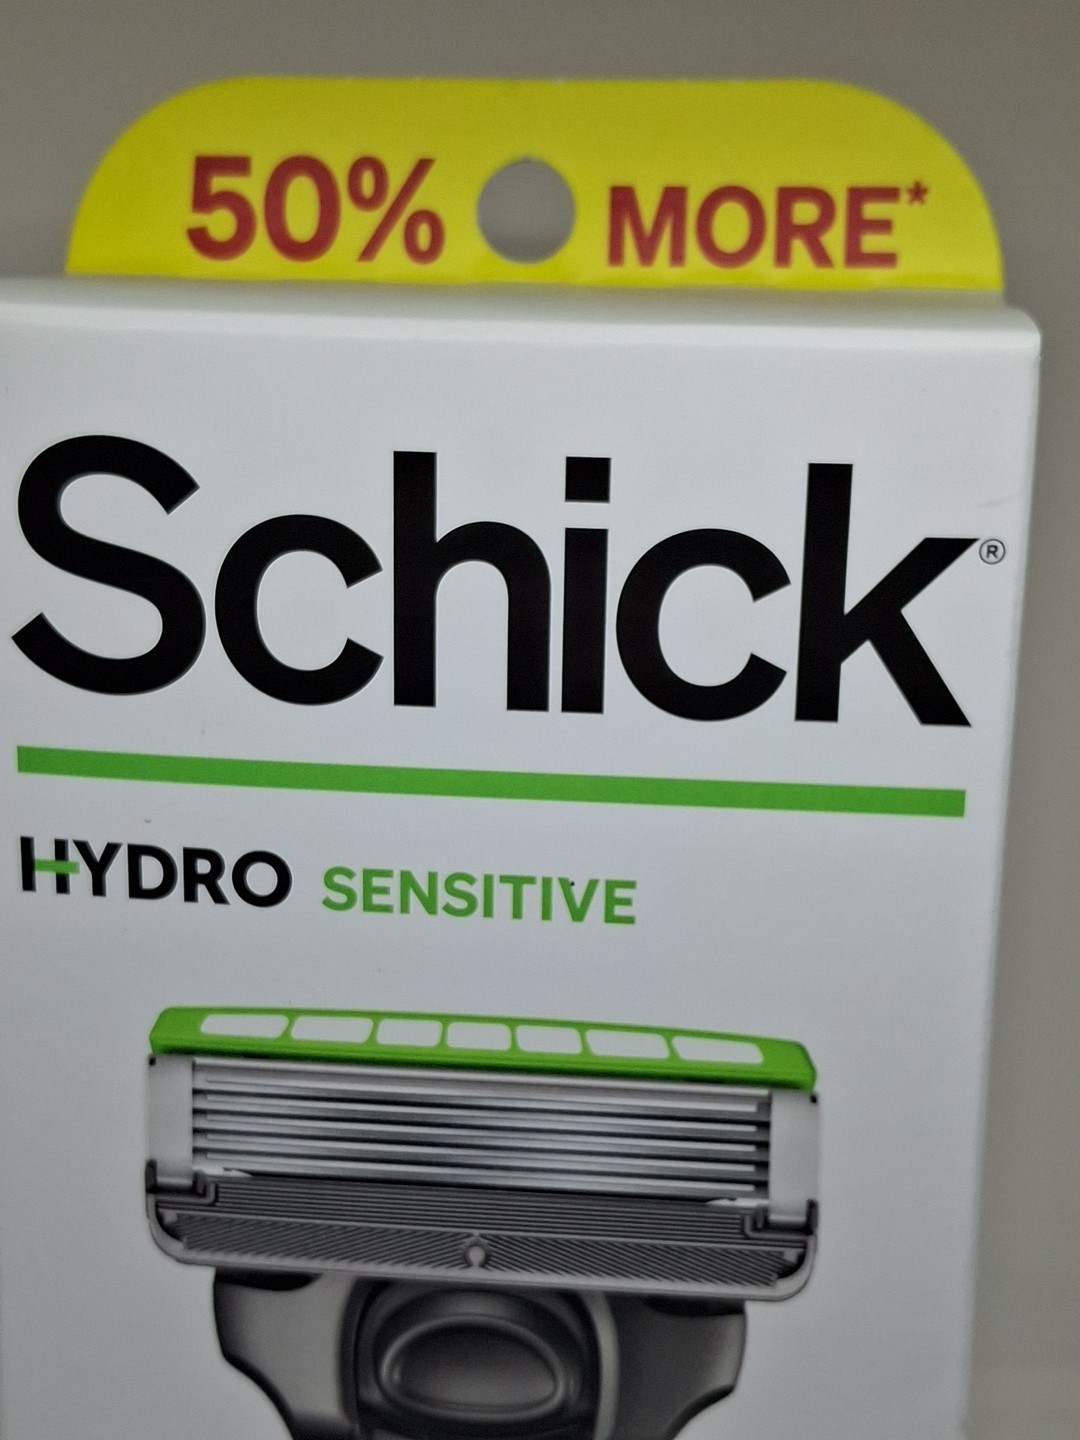 50% MORE*
Schick®
HYDRO SENSITIVE